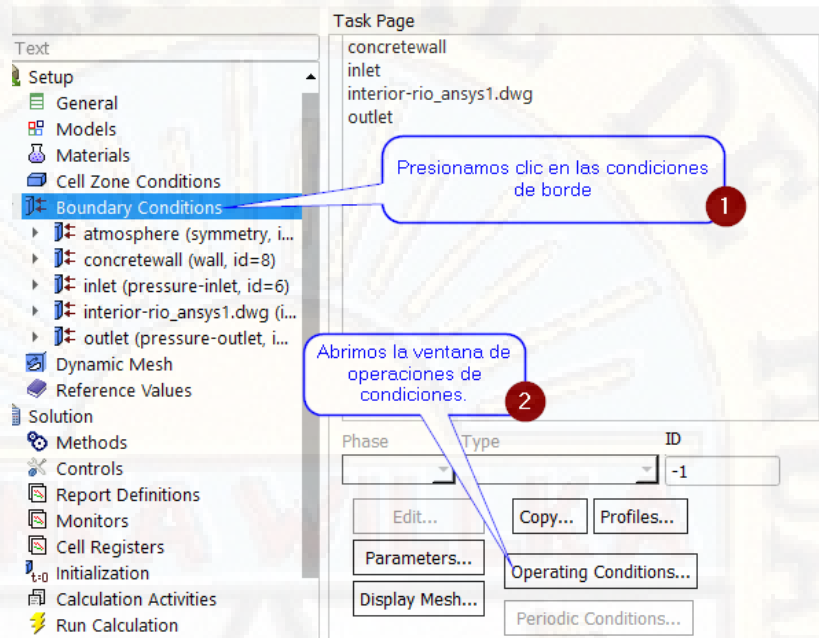 Task Page
Text
concretewall
inlet
interior-rio_ansys1.dwg
outlet
Setup
General
Models
Materials
Cell Zone Conditions
Boundary Conditions
atmosphere (symmetry, i...
concretewall (wall, id=8)
inlet (pressure-inlet, id=6)
interior-rio_ansys1.dwg (i...
outlet (pressure-outlet, i...
Dynamic Mesh
Reference Values
Solution
Methods
Controls
Report Definitions
Monitors
Cell Registers
t=0 Initialization
Calculation Activities
Run Calculation
Presionamos clic en las condiciones
de borde
1
Abrimos la ventana de
operaciones de
condiciones.
2
Phase Type ID
-1
Edit... Copy... Profiles...
Parameters... Operating Conditions...
Display Mesh... Periodic Conditions...